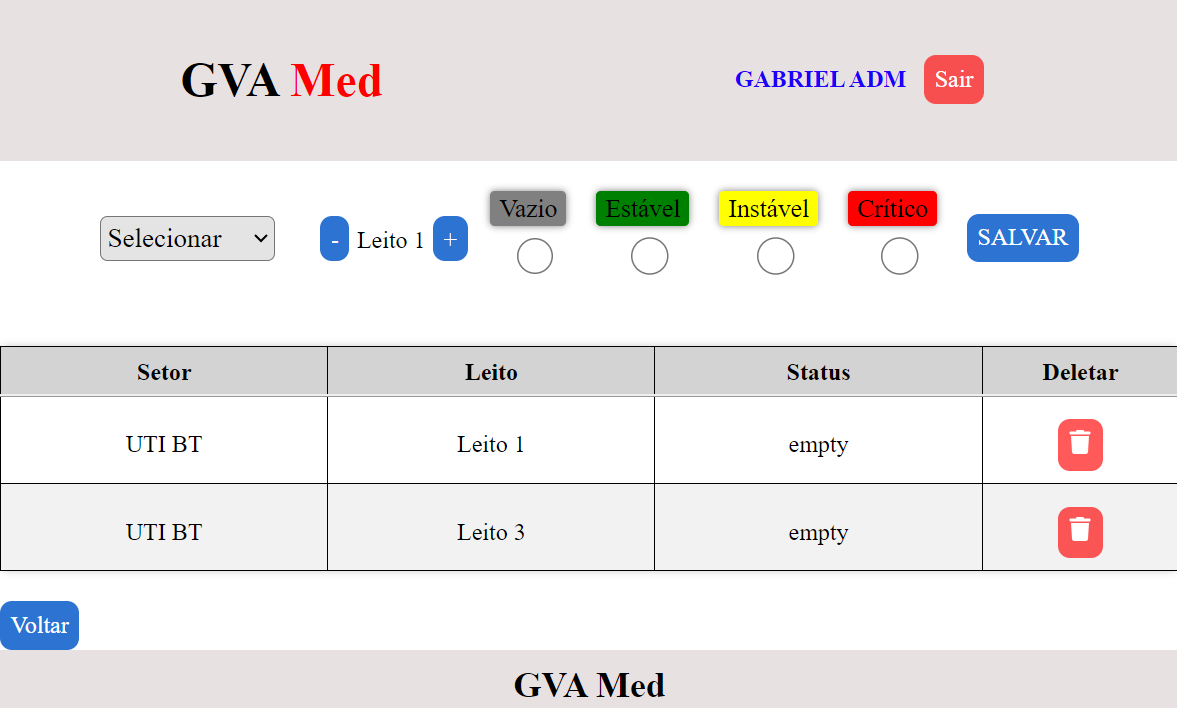 GVA Med
GABRIEL ADM Sair
Selecionar - Leito 1 + Vazio Estável Instável Crítico SALVAR
Setor Leito Status Deletar
UTI BT Leito 1 empty
UTI BT Leito 3 empty
Voltar
GVA Med